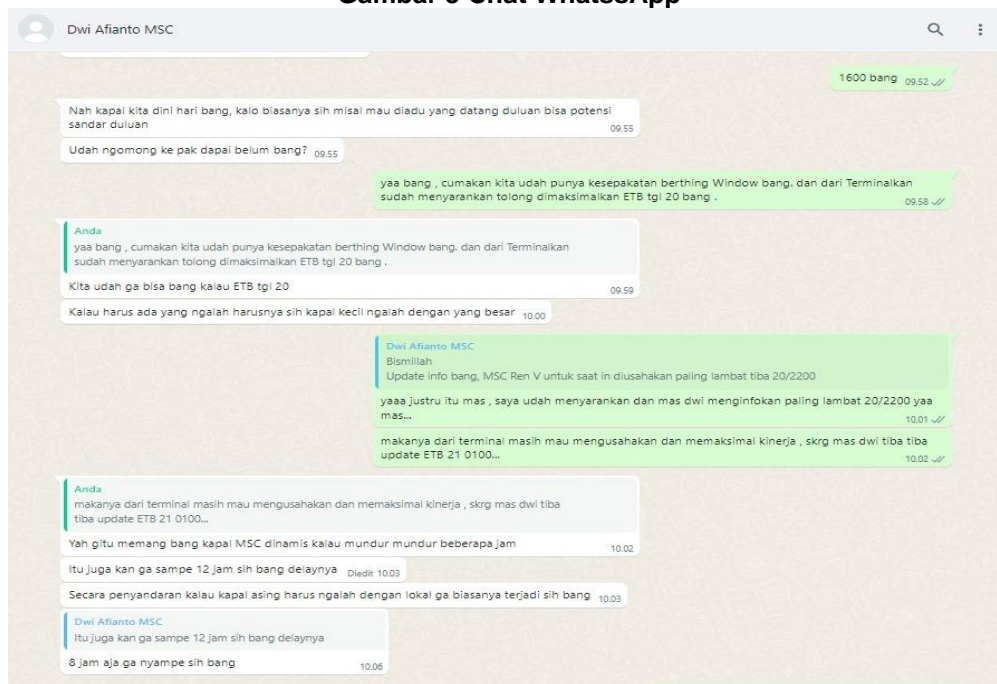 Gambar 3 Chat WhatssApp
Dwi Afianto MSC
1600 bang 09.52
Nah kapal kita dini hari bang, kalo biasanya sih misal mau diadu yang datang duluan bisa potensi
sandar duluan
09.55
Udah ngomong ke pak dapai belum bang? 09.55
yaa bang , cumakan kita udah punya kesepakatan berthing Window bang. dan dari Terminalkan
sudah menyarankan tolong dimaksimalkan ETB tgl 20 bang .
09.58
Anda
yaa bang , cumakan kita udah punya kesepakatan berthing Window bang. dan dari Terminalkan
sudah menyarankan tolong dimaksimalkan ETB tgl 20 bang .
Kita udah ga bisa bang kalau ETB tgl 20 09.59
Kalau harus ada yang ngalah harusnya sih kapal kecil ngalah dengan yang besar 10.00
Dwi Afianto MSC
Bismillah
Update info bang, MSC Ren V untuk saat in diusahakan paling lambat tiba 20/2200
yaaa justru itu mas , saya udah menyarankan dan mas dwi menginfokan paling lambat 20/2200 yaa
mas...
10.01
makanya dari terminal masih mau mengusahakan dan memaksimal kinerja , skrg mas dwi tiba tiba
update ETB 21 0100...
10.02
Anda
makanya dari terminal masih mau mengusahakan dan memaksimal kinerja , skrg mas dwi tiba
tiba update ETB 21 0100...
Yah gitu memang bang kapal MSC dinamis kalau mundur mundur beberapa jam 10.02
Itu juga kan ga sampe 12 jam sih bang delaynya Diedit 10.03
Secara penyandaran kalau kapal asing harus ngalah dengan lokal ga biasanya terjadi sih bang 10.03
Dwi Afianto MSC
Itu juga kan ga sampe 12 jam sih bang delaynya
8 jam aja ga nyampe sih bang 10.06